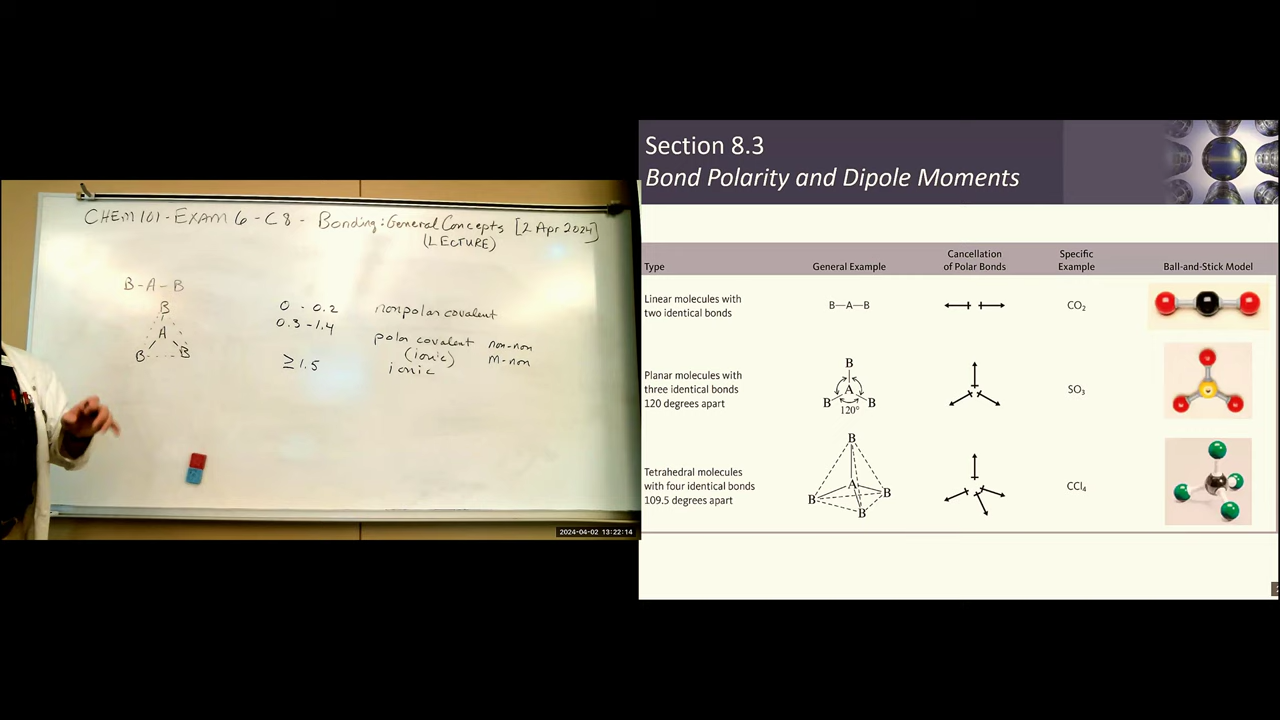 CHEM 101 - EXAM 6 - C8 - Bonding: General Concepts [2 Apr 2024]
(LECTURE)
B-A-B
B
A
B B
0 - 0.2 nonpolar covalent
0.3 - 1.4 polar covalent non-non
(ionic) M-non
≥ 1.5 ionic
2024-04-02 13:22:14
Section 8.3
Bond Polarity and Dipole Moments
Type General Example Cancellation of Polar Bonds Specific Example Ball-and-Stick Model
Linear molecules with
two identical bonds
B—A—B
CO₂
Planar molecules with
three identical bonds
120 degrees apart
B
A
B B
120°
SO₃
Tetrahedral molecules
with four identical bonds
109.5 degrees apart
B
A
B B
B
CCl₄